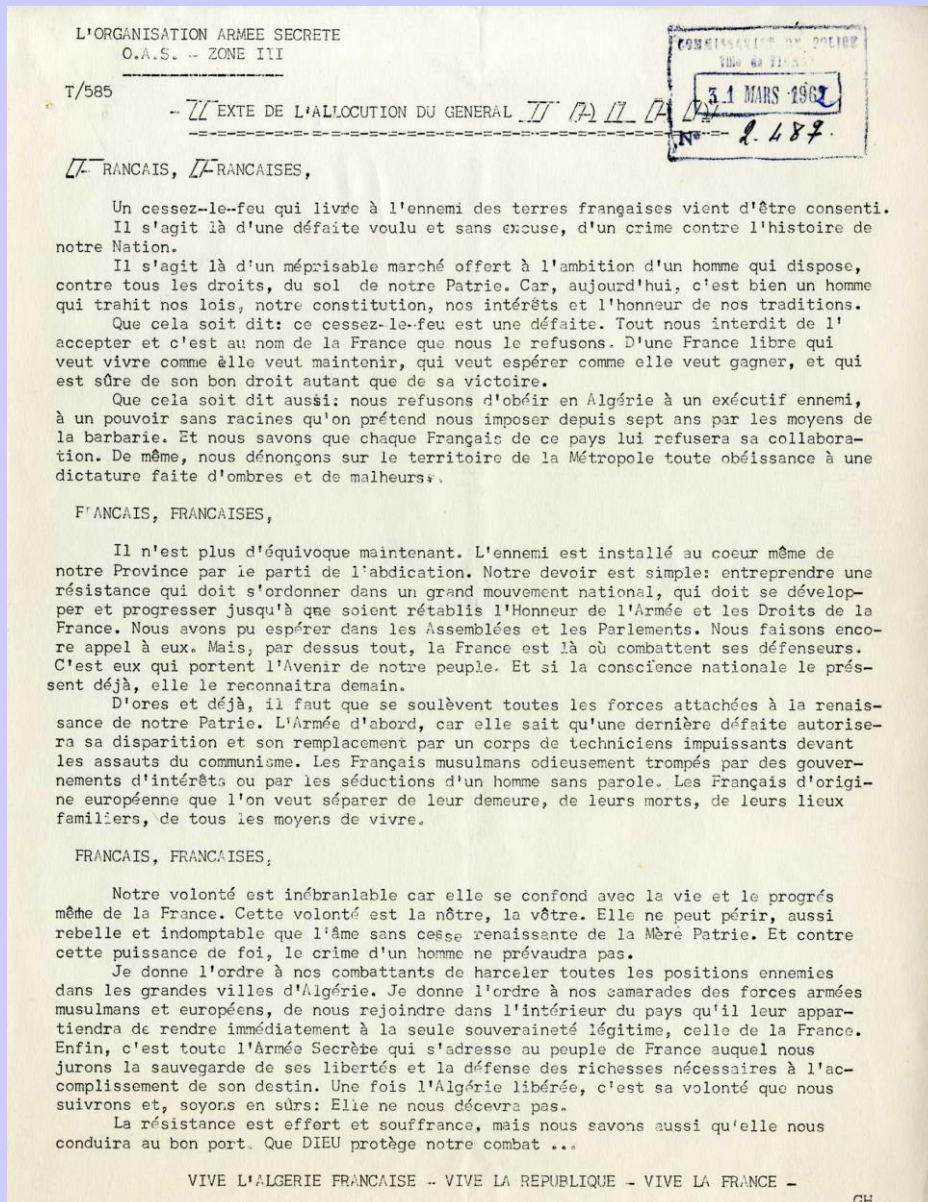 L'ORGANISATION ARMEE SECRETE
O.A.S. - ZONE III
COMMISSARIAT DE POLICE
31 MARS 1962
N° 2.487.
T/585
- TEXTE DE L'ALLOCUTION DU GENERAL
FRANCAIS, FRANCAISES,
Un cessez-le-feu qui livre à l'ennemi des terres françaises vient d'être consenti.
Il s'agit là d'une défaite voulu et sans excuse, d'un crime contre l'histoire de
notre Nation.
Il s'agit là d'un méprisable marché offert à l'ambition d'un homme qui dispose,
contre tous les droits, du sol de notre Patrie. Car, aujourd'hui, c'est bien un homme
qui trahit nos lois, notre constitution, nos intérêts et l'honneur de nos traditions.
Que cela soit dit: ce cessez-le-feu est une défaite. Tout nous interdit de l'
accepter et c'est au nom de la France que nous le refusons. D'une France libre qui
veut vivre comme èlle veut maintenir, qui veut espérer comme elle veut gagner, et qui
est sûre de son bon droit autant que de sa victoire.
Que cela soit dit aussi: nous refusons d'obéir en Algérie à un exécutif ennemi,
à un pouvoir sans racines qu'on prétend nous imposer depuis sept ans par les moyens de
la barbarie. Et nous savons que chaque Français de ce pays lui refusera sa collabora-
tion. De même, nous dénonçons sur le territoire de la Métropole toute obéissance à une
dictature faite d'ombres et de malheurs.
F'ANCAIS, FRANCAISES,
Il n'est plus d'équivoque maintenant. L'ennemi est installé au coeur même de
notre Province par le parti de l'abdication. Notre devoir est simple: entreprendre une
résistance qui doit s'ordonner dans un grand mouvement national, qui doit se dévelop-
per et progresser jusqu'à que soient rétablis l'Honneur de l'Armée et les Droits de la
France. Nous avons pu espérer dans les Assemblées et les Parlements. Nous faisons enco-
re appel à eux. Mais, par dessus tout, la France est là où combattent ses défenseurs.
C'est eux qui portent l'Avenir de notre peuple. Et si la conscience nationale le prés-
sent déjà, elle le reconnaitra demain.
D'ores et déjà, il faut que se soulèvent toutes les forces attachées à la renais-
sance de notre Patrie. L'Armée d'abord, car elle sait qu'une dernière défaite autorise-
ra sa disparition et son remplacement par un corps de techniciens impuissants devant
les assauts du communisme. Les Français musulmans odieusement trompés par des gouver-
nements d'intérêts ou par les séductions d'un homme sans parole. Les Français d'origi-
ne européenne que l'on veut séparer de leur demeure, de leurs morts, de leurs lieux
familiers, de tous les moyens de vivre.
FRANCAIS, FRANCAISES,
Notre volonté est inébranlable car elle se confond avec la vie et le progrés
même de la France. Cette volonté est la nôtre, la vôtre. Elle ne peut périr, aussi
rebelle et indomptable que l'âme sans cesse renaissante de la Mère Patrie. Et contre
cette puissance de foi, le crime d'un homme ne prévaudra pas.
Je donne l'ordre à nos combattants de harceler toutes les positions ennemies
dans les grandes villes d'Algérie. Je donne l'ordre à nos camarades des forces armées
musulmans et européens, de nous rejoindre dans l'intérieur du pays qu'il leur appar-
tiendra de rendre immédiatement à la seule souveraineté légitime, celle de la France.
Enfin, c'est toute l'Armée Secrète qui s'adresse au peuple de France auquel nous
jurons la sauvegarde de ses libertés et la défense des richesses nécessaires à l'ac-
complissement de son destin. Une fois l'Algérie libérée, c'est sa volonté que nous
suivrons et, soyons en sûrs: Elle ne nous décevra pas.
La résistance est effort et souffrance, mais nous savons aussi qu'elle nous
conduira au bon port. Que DIEU protège notre combat ...
VIVE L'ALGERIE FRANCAISE - VIVE LA REPUBLIQUE - VIVE LA FRANCE -
GH